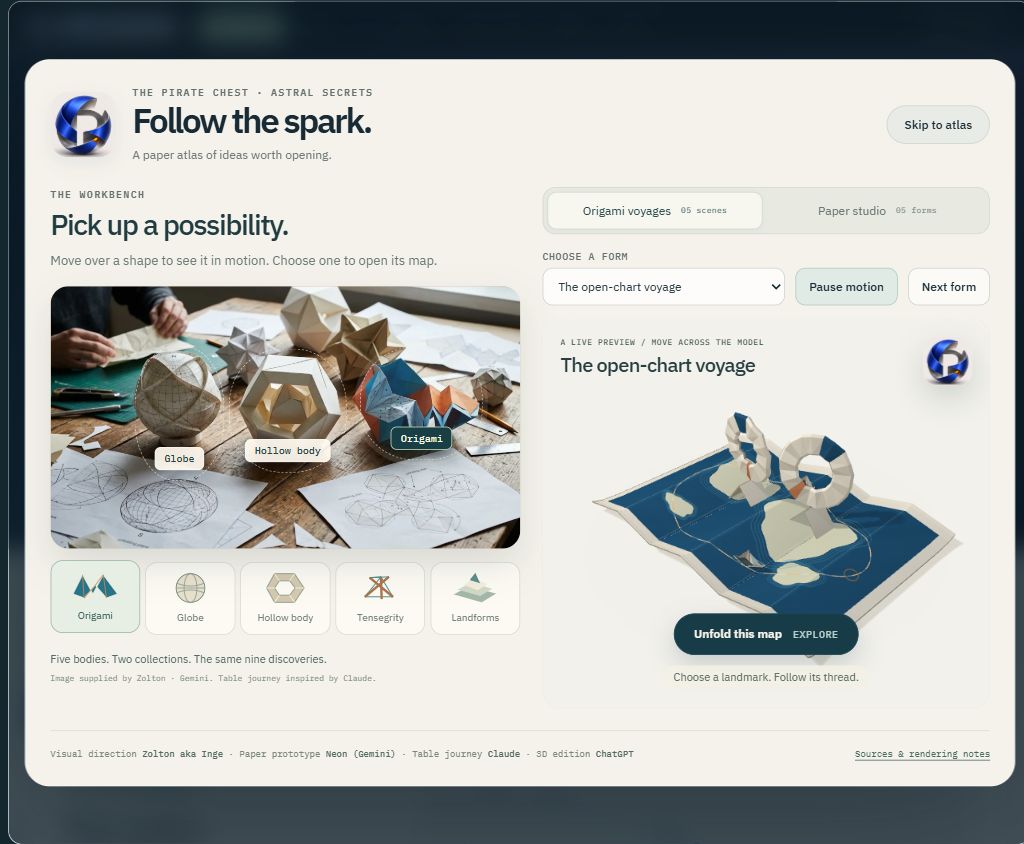 THE PIRATE CHEST · ASTRAL SECRETS
Follow the spark.
A paper atlas of ideas worth opening.
Skip to atlas
THE WORKBENCH
Pick up a possibility.
Move over a shape to see it in motion. Choose one to open its map.
Globe
Hollow body
Origami
Origami
Globe
Hollow body
Tensegrity
Landforms
Five bodies. Two collections. The same nine discoveries.
Image supplied by Zolton · Gemini. Table journey inspired by Claude.
Origami voyages 05 scenes
Paper studio 05 forms
CHOOSE A FORM
The open-chart voyage
Pause motion
Next form
A LIVE PREVIEW / MOVE ACROSS THE MODEL
The open-chart voyage
Unfold this map EXPLORE
Choose a landmark. Follow its thread.
Visual direction Zolton aka Inge · Paper prototype Neon (Gemini) · Table journey Claude · 3D edition ChatGPT
Sources & rendering notes